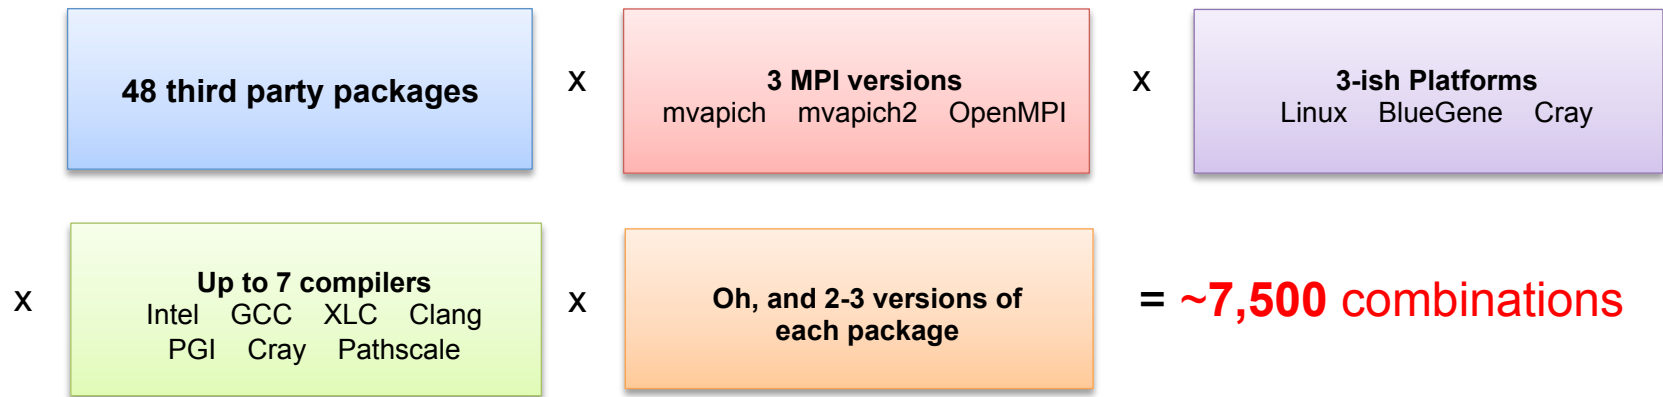 48 third party packages
x
3 MPI versions
mvapich mvapich2 OpenMPI
x
3-ish Platforms
Linux BlueGene Cray
x
Up to 7 compilers
Intel GCC XLC Clang
PGI Cray Pathscale
x
Oh, and 2-3 versions of
each package
= ~7,500 combinations